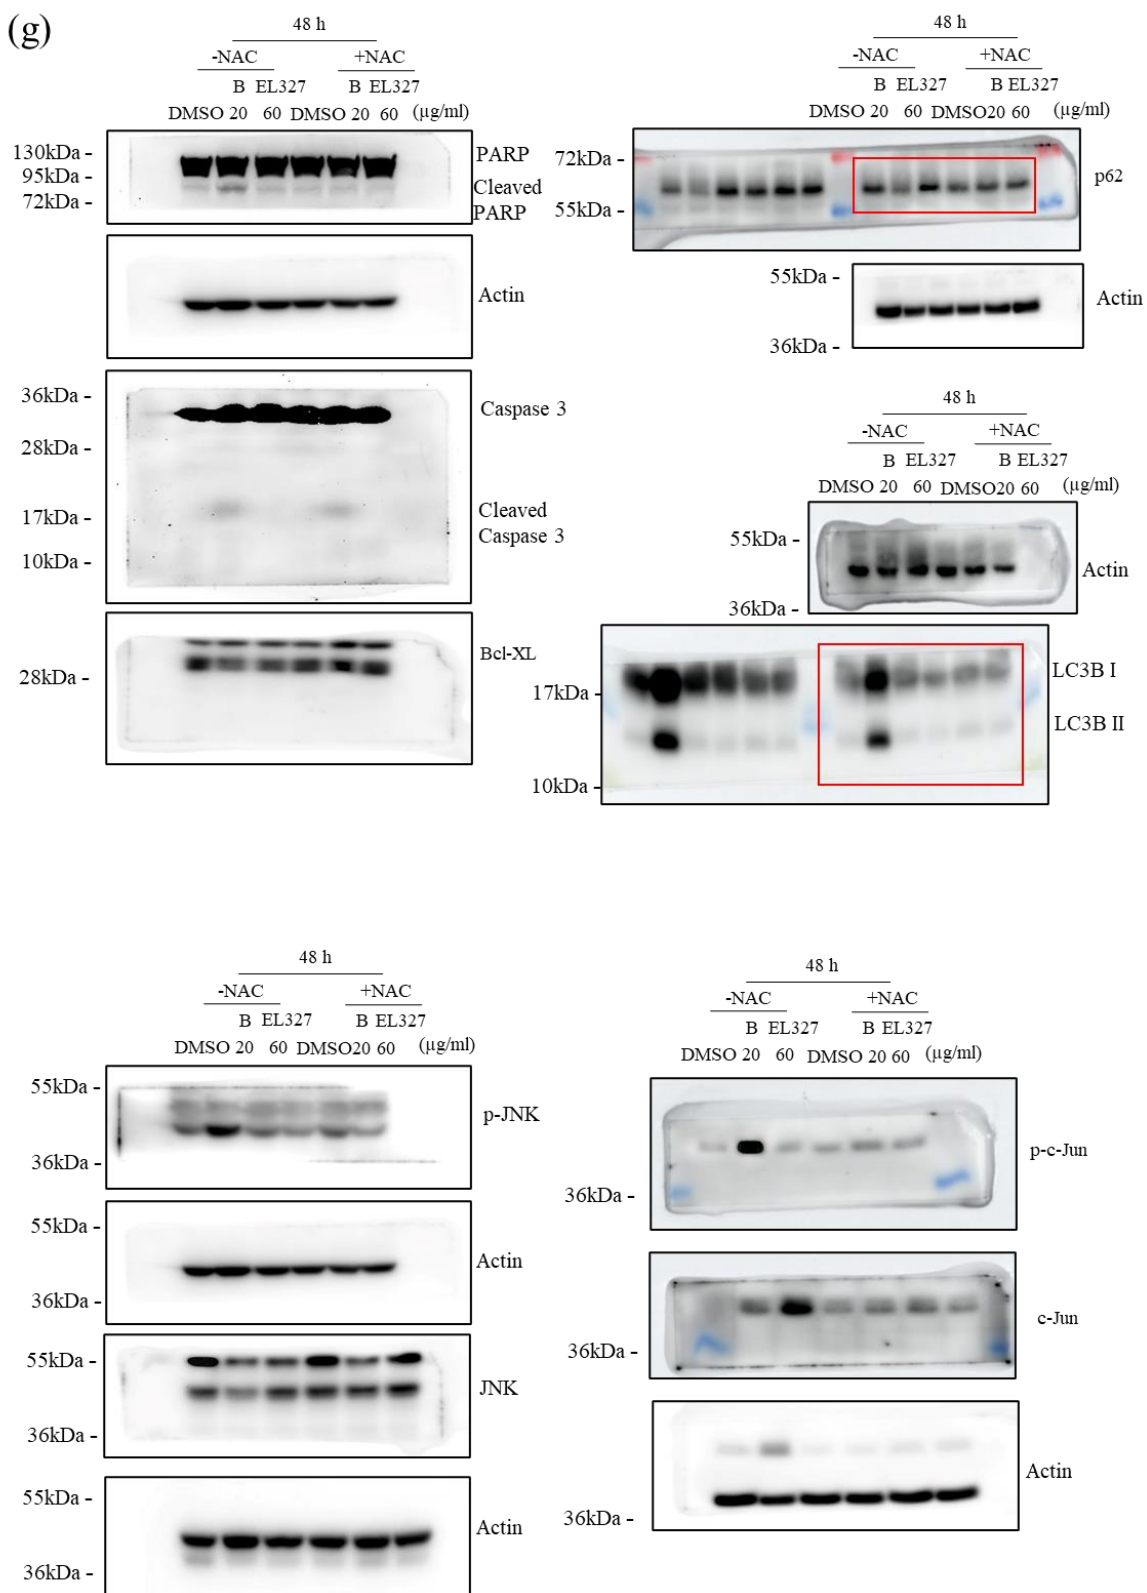 (g)
48 h
-NAC +NAC
B EL327 B EL327
DMSO 20 60 DMSO 20 60 (µg/ml)
130kDa -
95kDa -
72kDa -
PARP
Cleaved
PARP
Actin
36kDa -
28kDa -
17kDa -
10kDa -
Caspase 3
Cleaved
Caspase 3
28kDa -
Bcl-XL
48 h
-NAC +NAC
B EL327 B EL327
DMSO 20 60 DMSO20 60 (µg/ml)
72kDa -
55kDa -
p62
55kDa -
36kDa -
Actin
48 h
-NAC +NAC
B EL327 B EL327
DMSO 20 60 DMSO20 60 (µg/ml)
55kDa -
36kDa -
Actin
17kDa -
10kDa -
LC3B I
LC3B II
48 h
-NAC +NAC
B EL327 B EL327
DMSO 20 60 DMSO20 60 (µg/ml)
55kDa -
36kDa -
p-JNK
55kDa -
36kDa -
Actin
55kDa -
36kDa -
JNK
55kDa -
36kDa -
Actin
48 h
-NAC +NAC
B EL327 B EL327
DMSO 20 60 DMSO 20 60 (µg/ml)
36kDa -
p-c-Jun
36kDa -
c-Jun
36kDa -
Actin